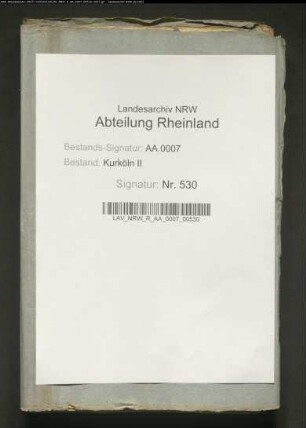 Landesarchiv NRW
Abteilung Rheinland
Bestands-Signatur: AA 0007
Bestand: Kurköln II
Signatur: Nr. 530
LAV_NRW_R_AA_0007_00530